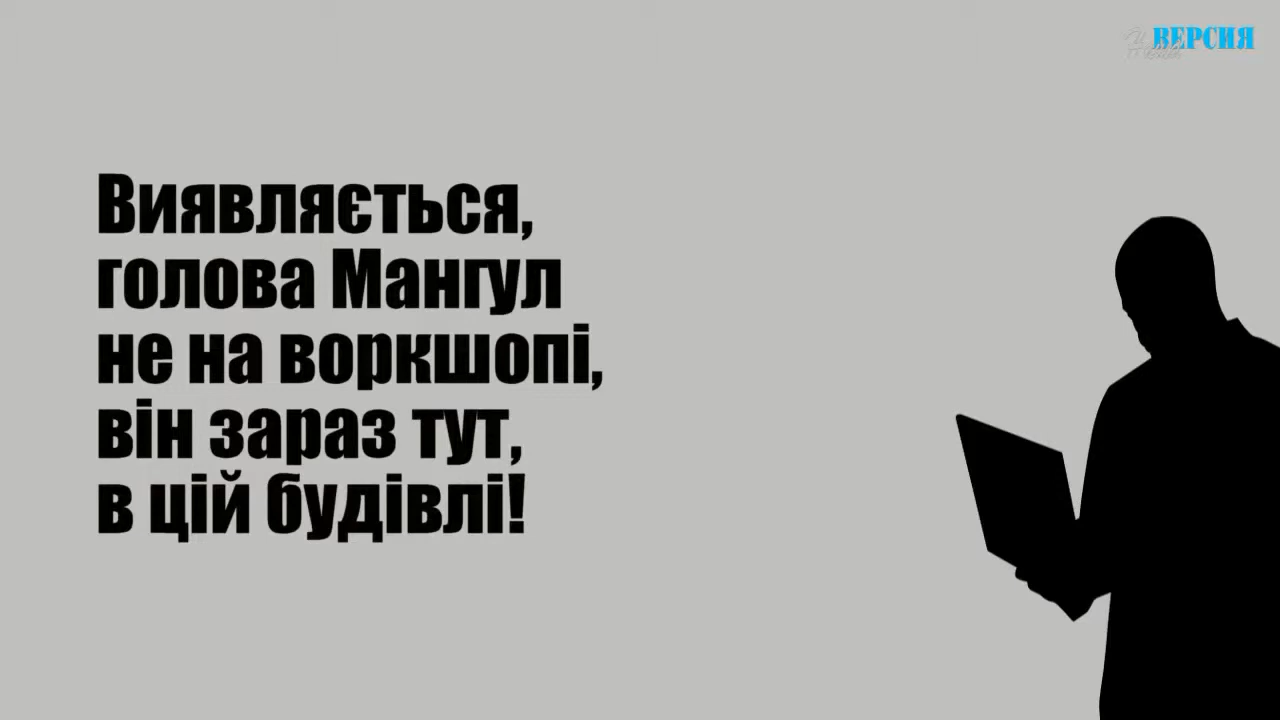 ВЕРСИЯ
Виявляється,
голова Мангул
не на воркшопі,
він зараз тут,
в цій будівлі!